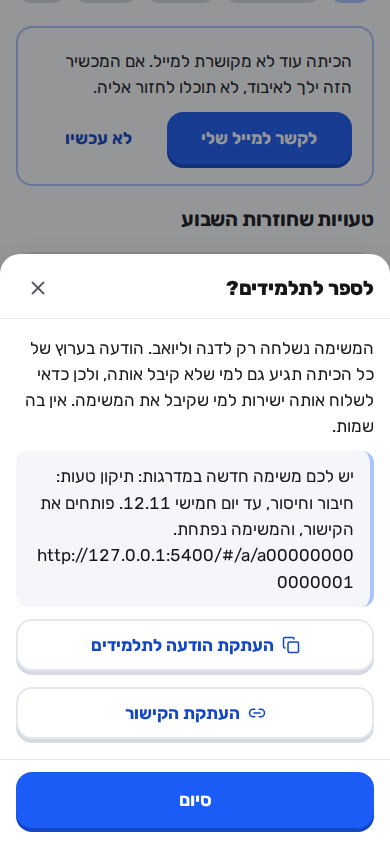 הכיתה עוד לא מקושרת למייל. אם המכשיר
הזה ילך לאיבוד, לא תוכלו לחזור אליה.
לקשר למייל שלי
לא עכשיו
טעויות שחוזרות השבוע
לספר לתלמידים?
המשימה נשלחה רק לדנה וליואב. הודעה בערוץ של
כל הכיתה תגיע גם למי שלא קיבל אותה, ולכן כדאי
לשלוח אותה ישירות למי שקיבל את המשימה. אין בה
שמות.
יש לכם משימה חדשה במדרגות: תיקון טעות:
חיבור וחיסור, עד יום חמישי 12.11. פותחים את
הקישור, והמשימה נפתחת.
http://127.0.0.1:5400/#/a/a00000000
0000001
העתקת הודעה לתלמידים
העתקת הקישור
סיום